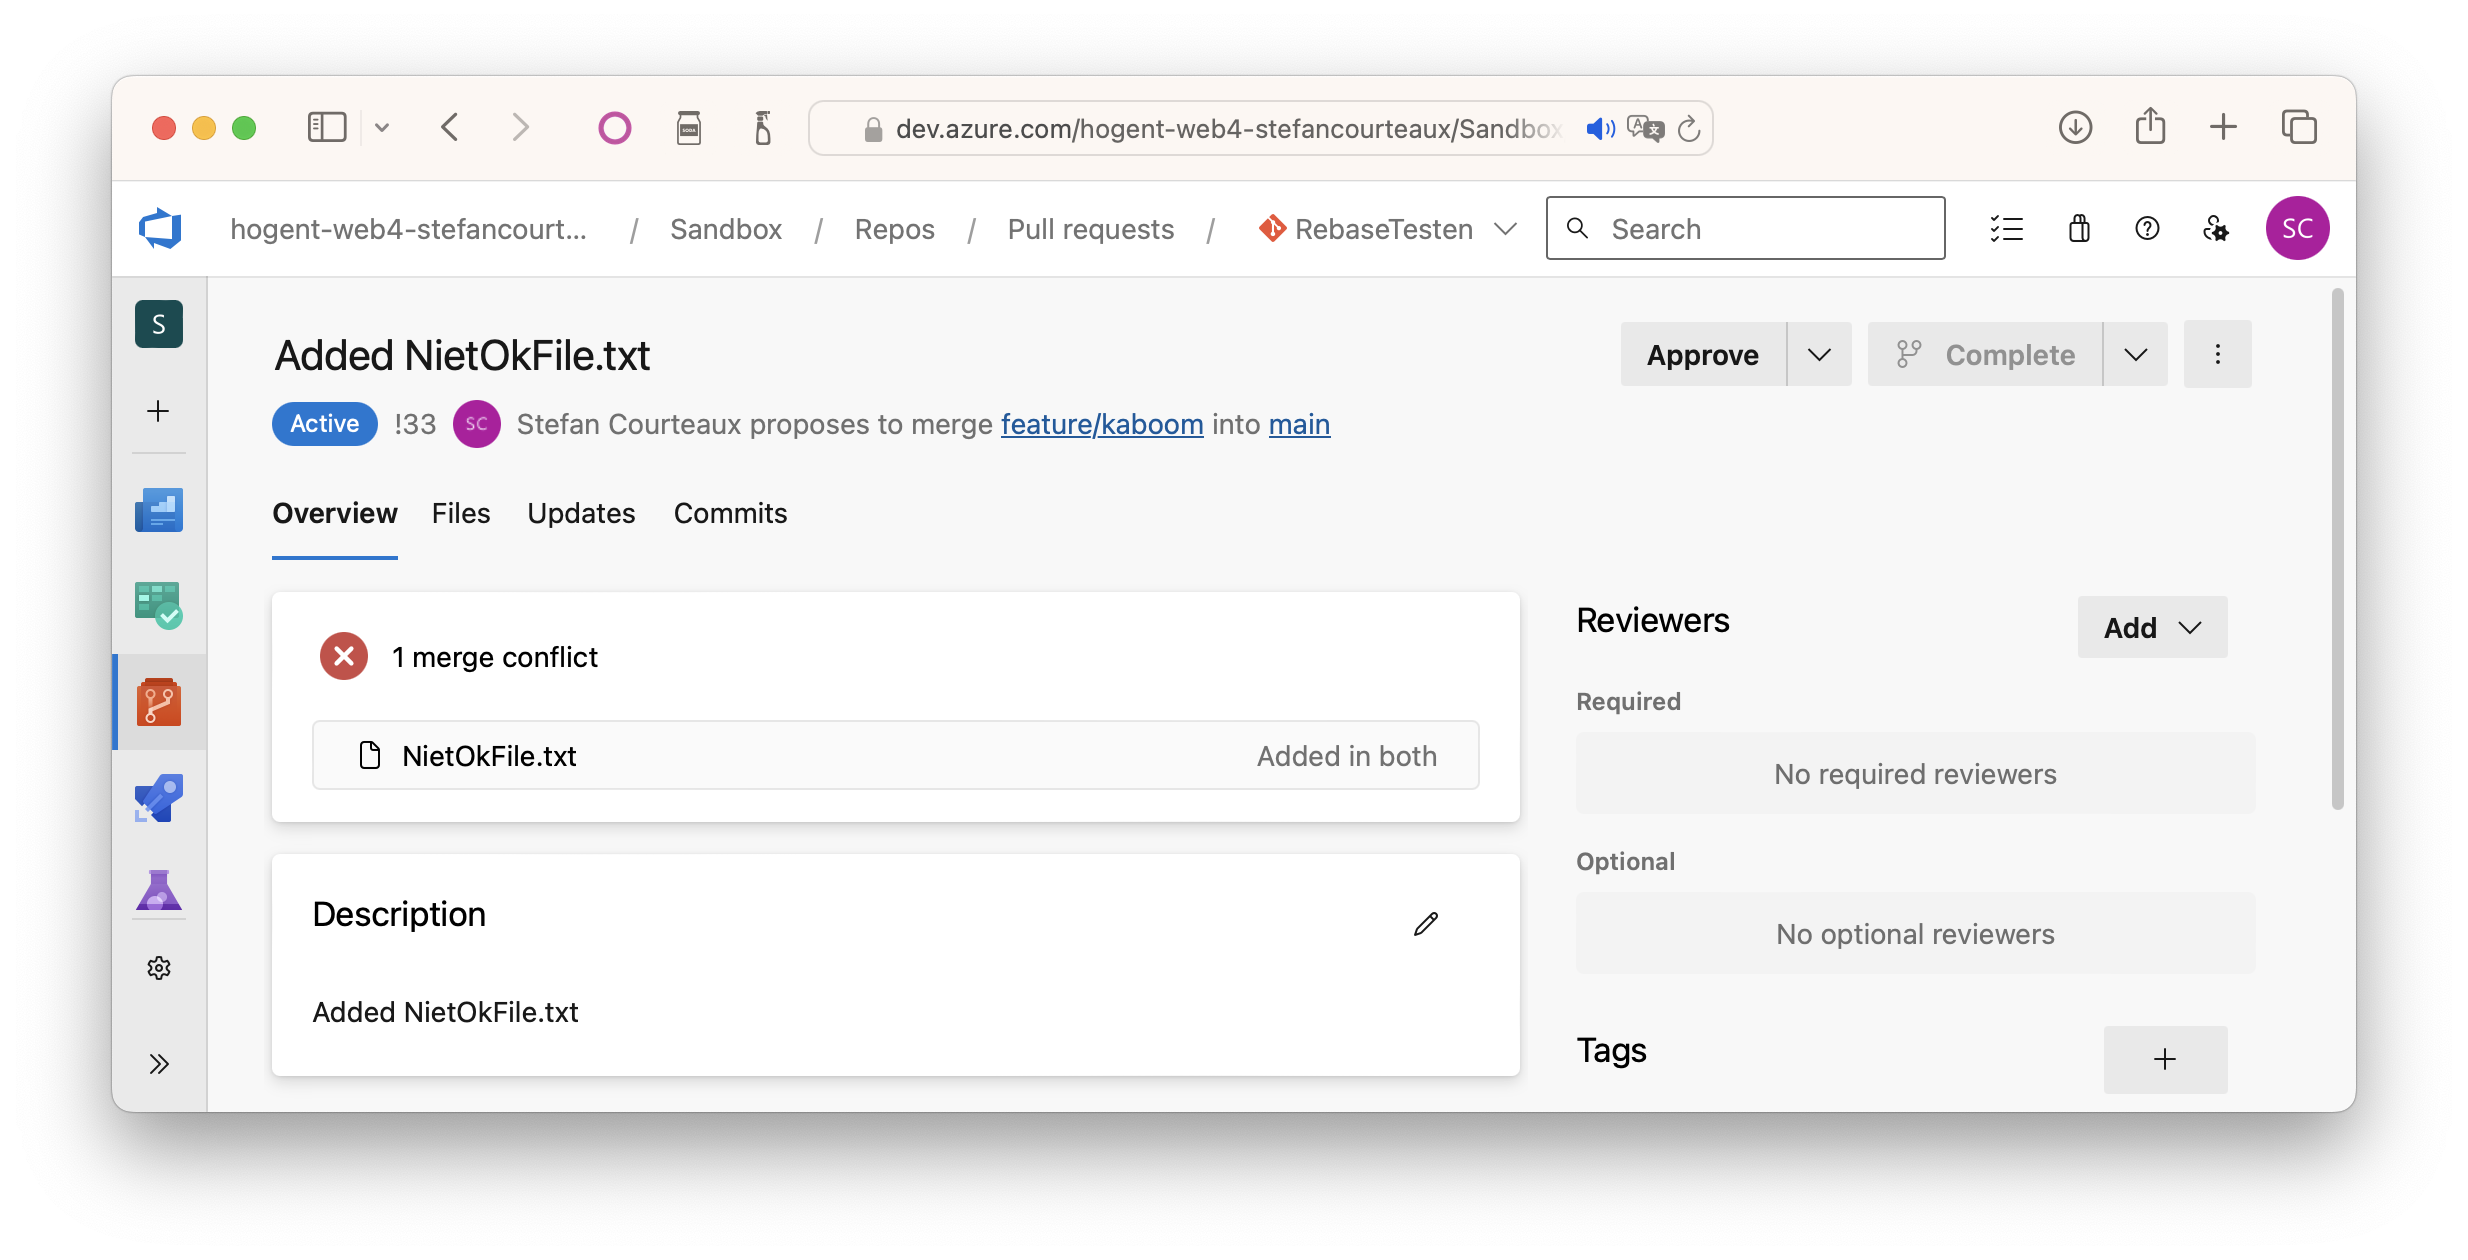 dev.azure.com/hogent-web4-stefancourteaux/Sandbox
hogent-web4-stefancourt... / Sandbox / Repos / Pull requests / RebaseTesten
Search
SC
S
Added NietOkFile.txt
Approve
Complete
Active !33 SC Stefan Courteaux proposes to merge feature/kaboom into main
Overview Files Updates Commits
1 merge conflict
NietOkFile.txt Added in both
Description
Added NietOkFile.txt
Reviewers
Add
Required
No required reviewers
Optional
No optional reviewers
Tags